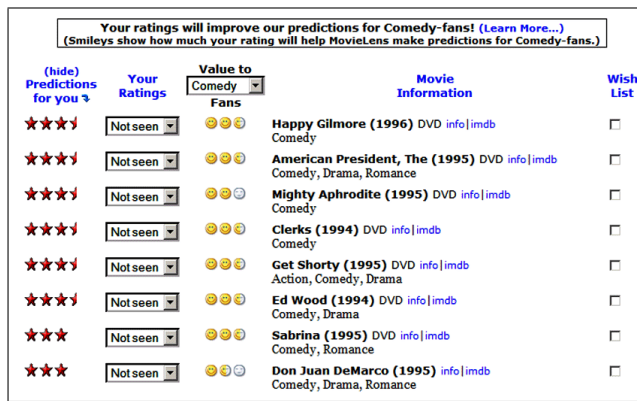 Your ratings will improve our predictions for Comedy-fans! (Learn More...)
(Smileys show how much your rating will help MovieLens make predictions for Comedy-fans.)
(hide)
Predictions
for you
Your
Ratings
Value to
Comedy
Fans
Movie
Information
Wish
List
Not seen
Happy Gilmore (1996) DVD info|imdb
Comedy
Not seen
American President, The (1995) DVD info|imdb
Comedy, Drama, Romance
Not seen
Mighty Aphrodite (1995) DVD info|imdb
Comedy
Not seen
Clerks (1994) DVD info|imdb
Comedy
Not seen
Get Shorty (1995) DVD info|imdb
Action, Comedy, Drama
Not seen
Ed Wood (1994) DVD info|imdb
Comedy, Drama
Not seen
Sabrina (1995) DVD info|imdb
Comedy, Romance
Not seen
Don Juan DeMarco (1995) info|imdb
Comedy, Drama, Romance